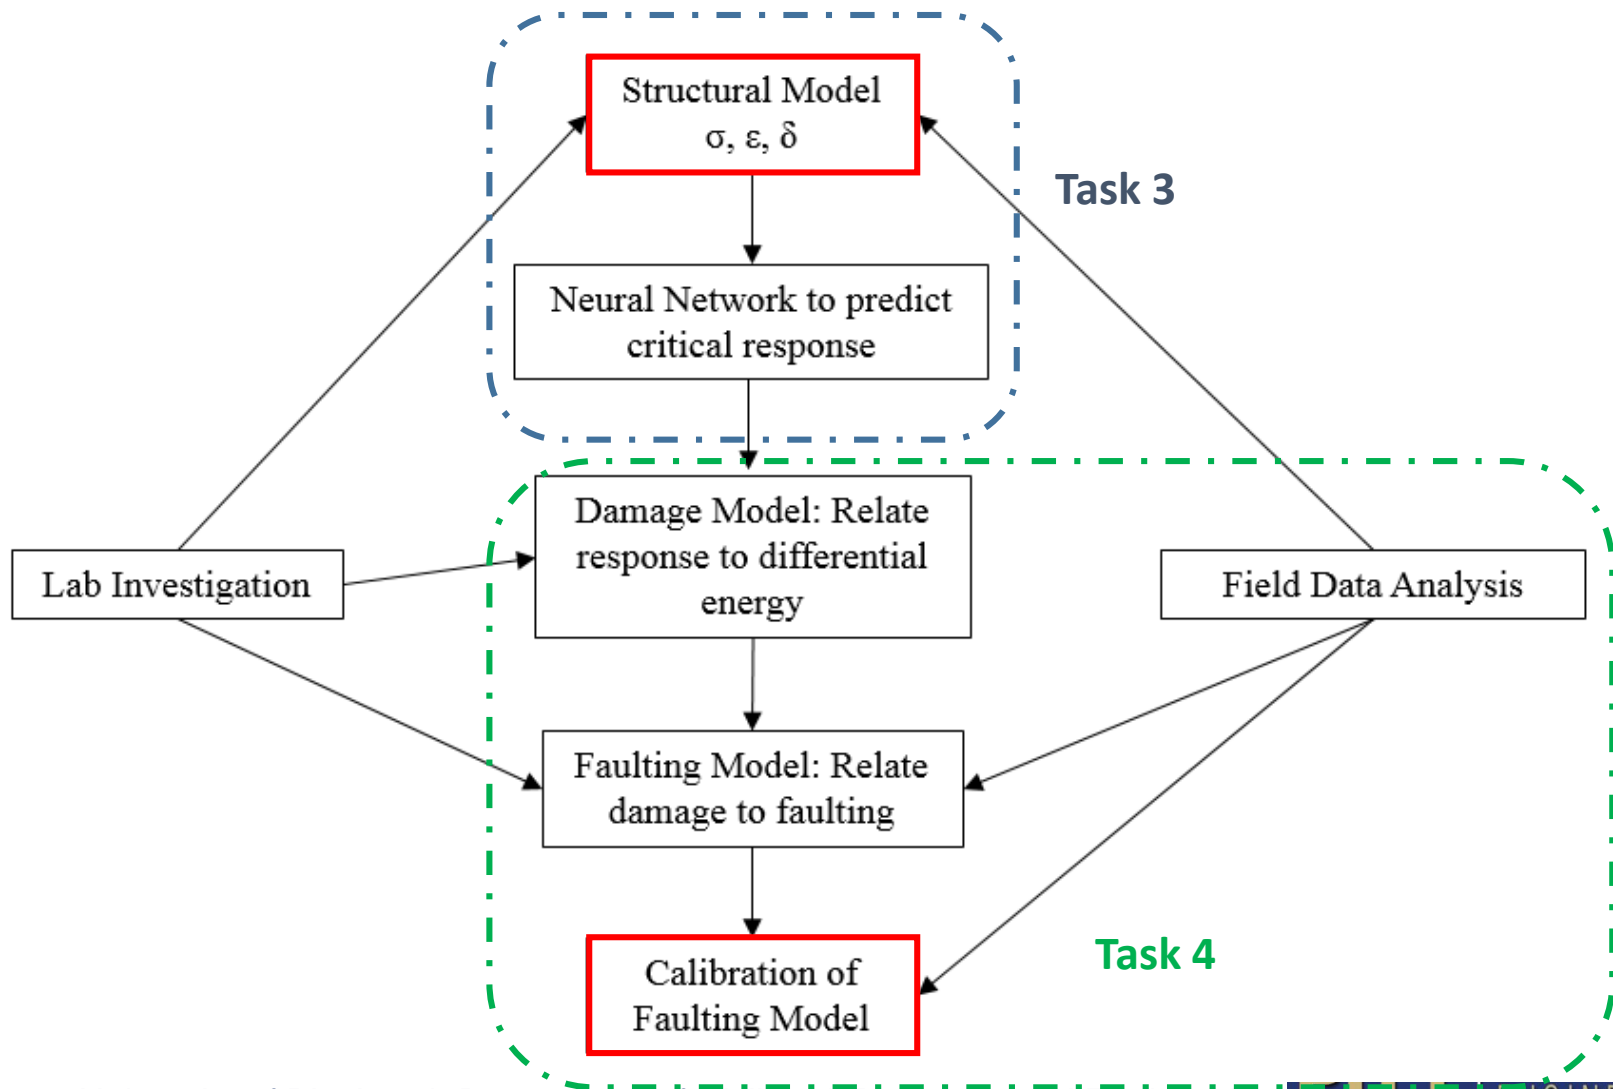 Structural Model
σ, ε, δ
Task 3
Neural Network to predict
critical response
Damage Model: Relate
response to differential
energy
Lab Investigation
Field Data Analysis
Faulting Model: Relate
damage to faulting
Task 4
Calibration of
Faulting Model